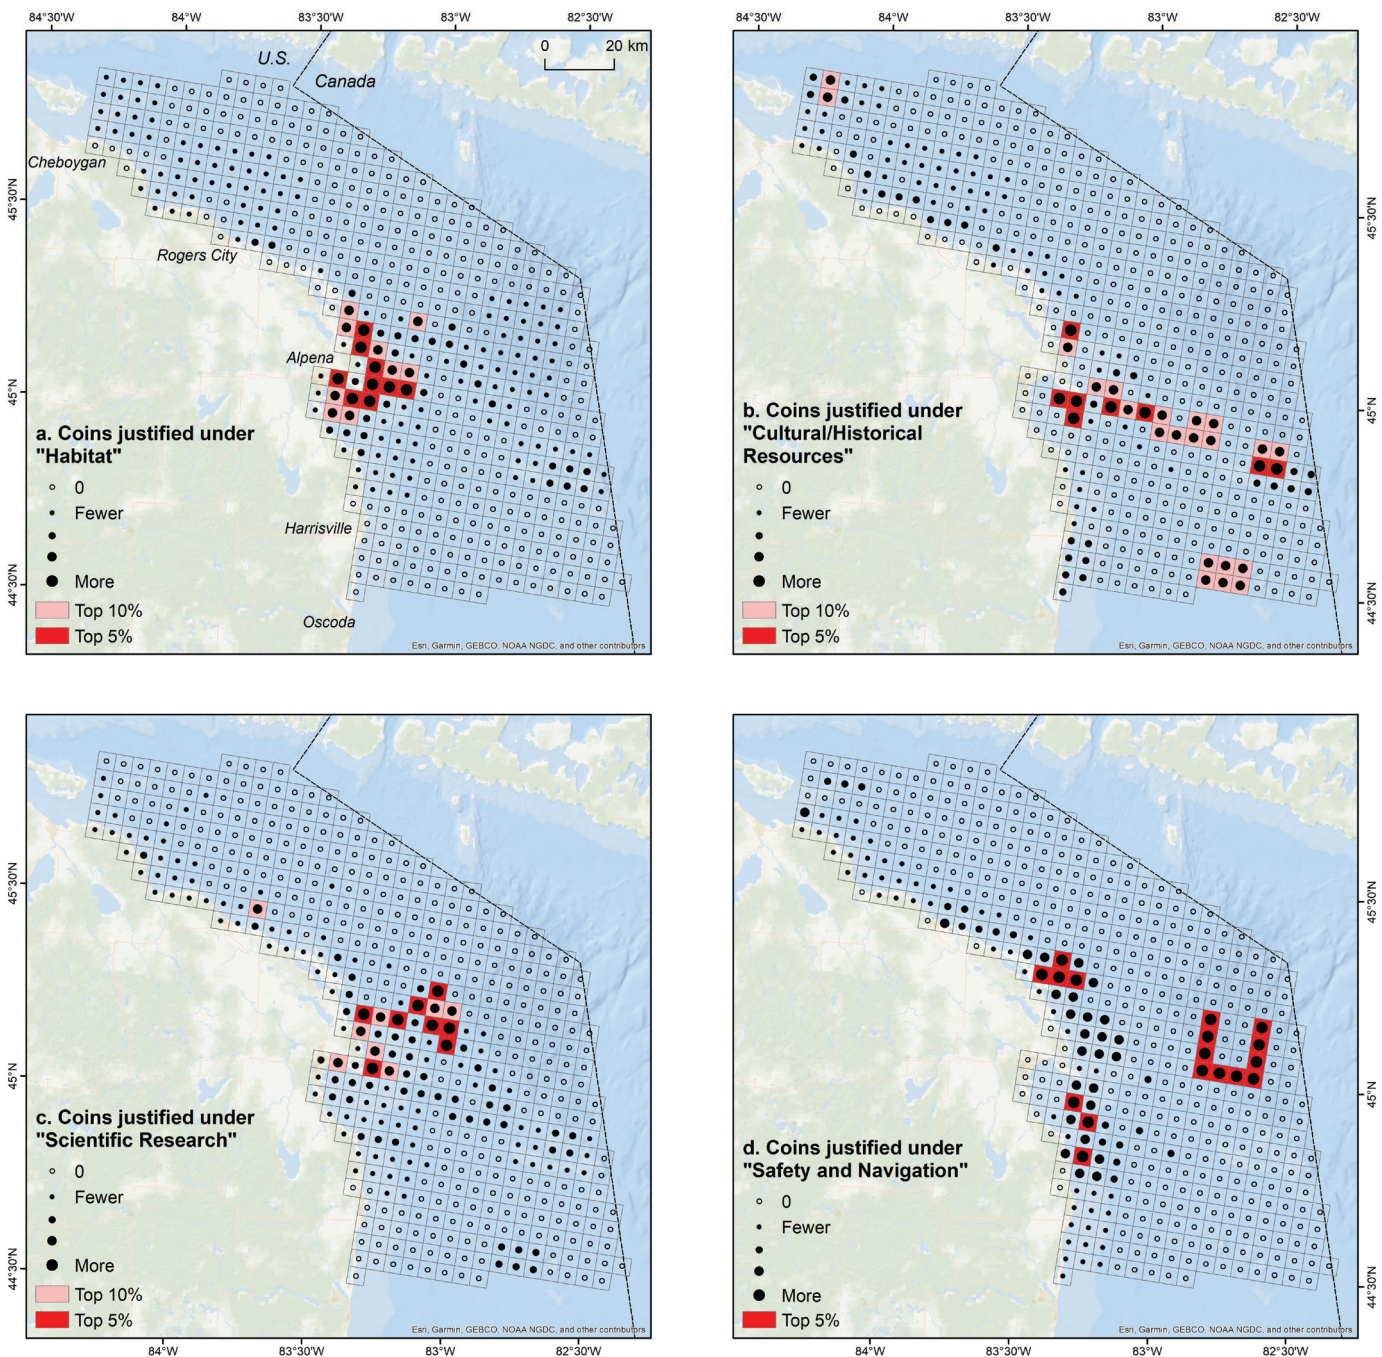 84°30'W 84°W 83°30'W 83°W 82°30'W
84°30'W 84°W 83°30'W 83°W 82°30'W
U.S.
Canada
0 20 km
Cheboygan
45°30'N
Rogers City
Alpena
45°N
a. Coins justified under
"Habitat"
0
Fewer
More
Top 10%
Top 5%
Harrisville
44°30'N
Oscoda
Esri, Garmin, GEBCO, NOAA NGDC, and other contributors
45°30'N
45°N
b. Coins justified under
"Cultural/Historical
Resources"
0
Fewer
More
Top 10%
Top 5%
44°30'N
Esri, Garmin, GEBCO, NOAA NGDC, and other contributors
45°30'N
45°N
c. Coins justified under
"Scientific Research"
0
Fewer
More
Top 10%
Top 5%
44°30'N
Esri, Garmin, GEBCO, NOAA NGDC, and other contributors
84°W 83°30'W 83°W 82°30'W
45°30'N
45°N
d. Coins justified under
"Safety and Navigation"
0
Fewer
More
Top 5%
44°30'N
Esri, Garmin, GEBCO, NOAA NGDC, and other contributors
84°W 83°30'W 83°W 82°30'W